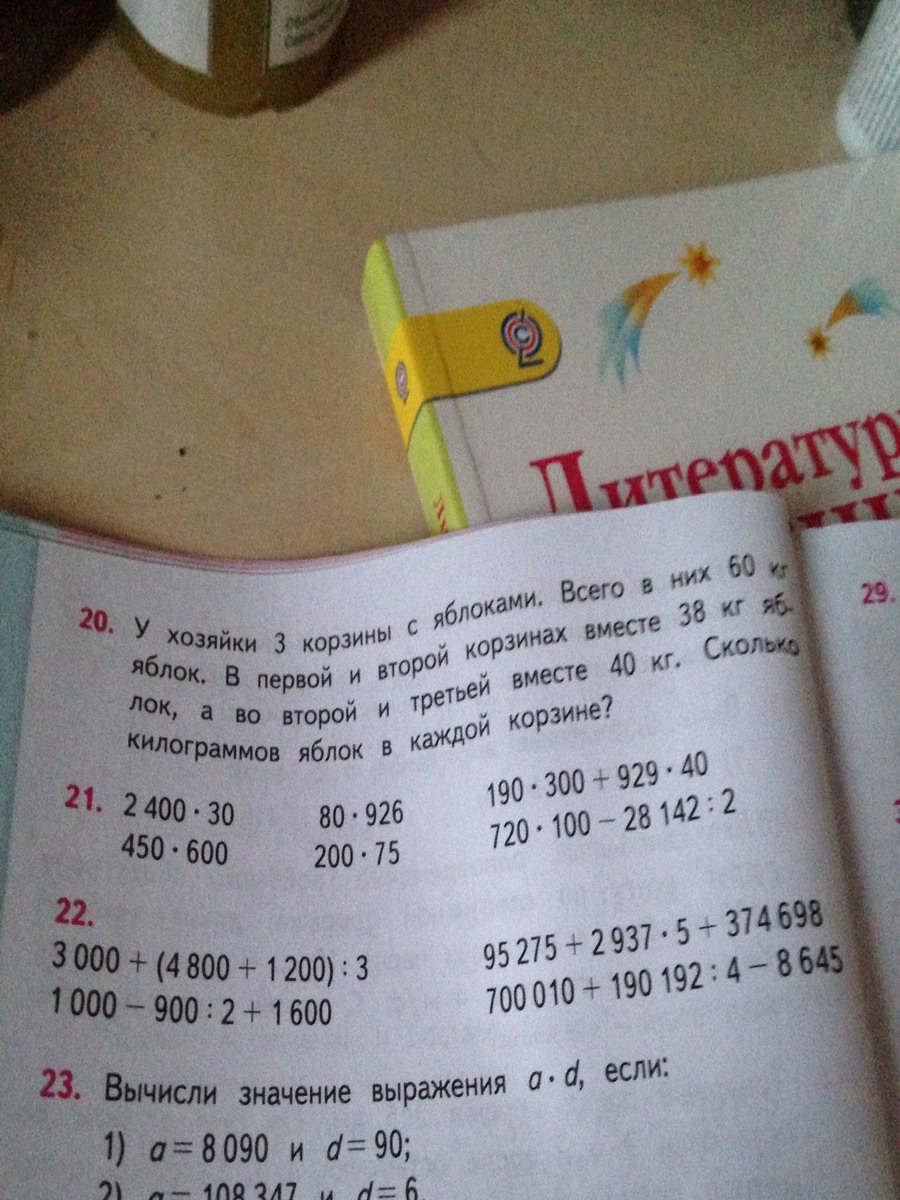 Литератур
20. У хозяйки 3 корзины с яблоками. Всего в них 60 кг
яблок. В первой и второй корзинах вместе 38 кг яб-
лок, а во второй и третьей вместе 40 кг. Сколько
килограммов яблок в каждой корзине?
21. 2 400 · 30 80 · 926 190 · 300 + 929 · 40
450 · 600 200 · 75 720 · 100 − 28 142 : 2
22.
3 000 + (4 800 + 1 200) : 3 95 275 + 2 937 · 5 + 374 698
1 000 − 900 : 2 + 1 600 700 010 + 190 192 : 4 − 8 645
23. Вычисли значение выражения a · d, если:
1) a = 8 090 и d = 90;
2) a = 108 347 и d = 6.
29.